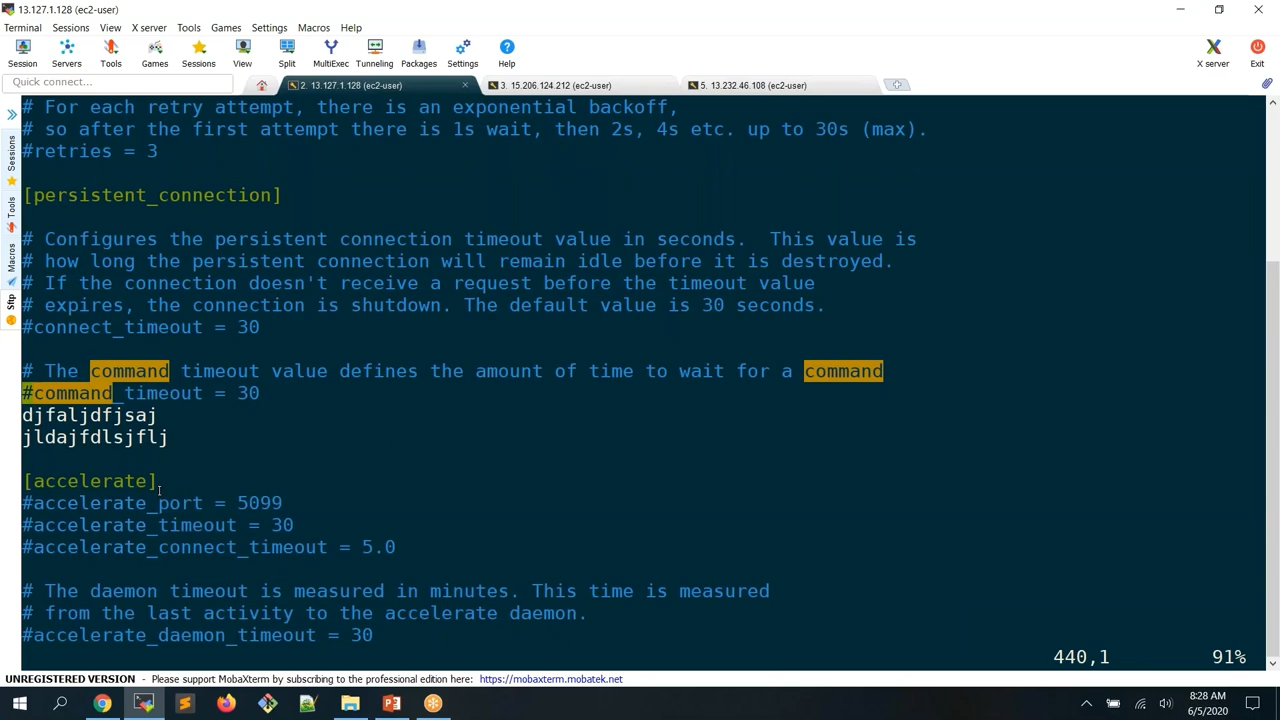 13.127.1.128 (ec2-user)
Terminal Sessions View X server Tools Games Settings Macros Help
Session Servers Tools Games Sessions View Split MultiExec Tunneling Packages Settings Help X server Exit
Quick connect... 2. 13.127.1.128 (ec2-user) 3. 15.206.124.212 (ec2-user) 5. 13.232.46.108 (ec2-user)
Sessions
Tools
Macros
Sftp
# For each retry attempt, there is an exponential backoff,
# so after the first attempt there is 1s wait, then 2s, 4s etc. up to 30s (max).
#retries = 3
[persistent_connection]
# Configures the persistent connection timeout value in seconds.  This value is
# how long the persistent connection will remain idle before it is destroyed.
# If the connection doesn't receive a request before the timeout value
# expires, the connection is shutdown. The default value is 30 seconds.
#connect_timeout = 30
# The command timeout value defines the amount of time to wait for a command
#command_timeout = 30
djfaljdfjsaj
jldajfdlsjflj
[accelerate]
#accelerate_port = 5099
#accelerate_timeout = 30
#accelerate_connect_timeout = 5.0
# The daemon timeout is measured in minutes. This time is measured
# from the last activity to the accelerate daemon.
#accelerate_daemon_timeout = 30
440,1 91%
UNREGISTERED VERSION - Please support MobaXterm by subscribing to the professional edition here: https://mobaxterm.mobatek.net
8:28 AM
6/5/2020